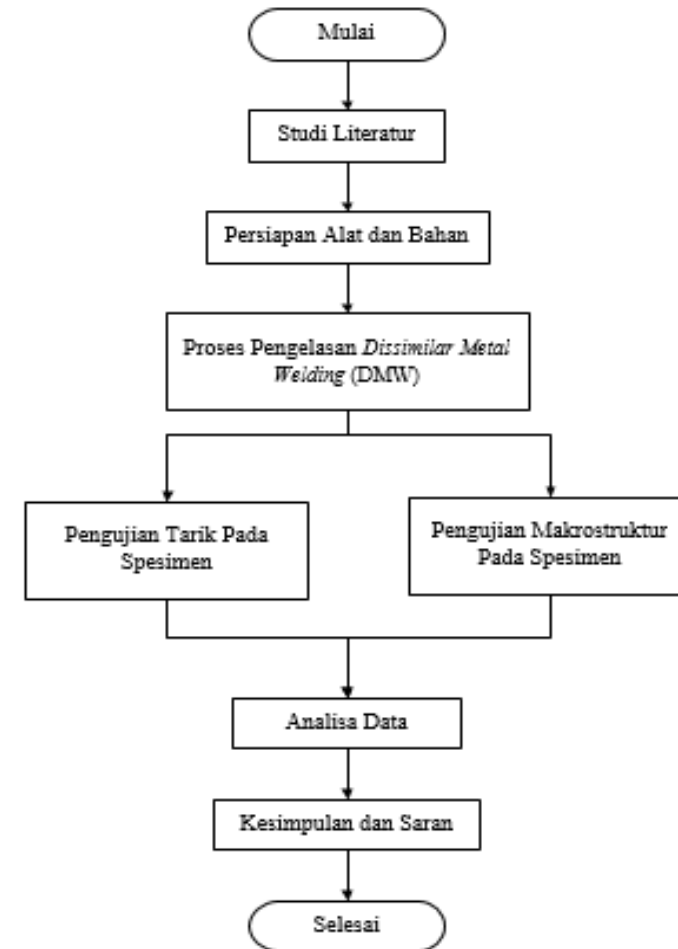 Mulai
Studi Literatur
Persiapan Alat dan Bahan
Proses Pengelasan Dissimilar Metal
Welding (DMW)
Pengujian Tarik Pada
Spesimen
Pengujian Makrostruktur
Pada Spesimen
Analisa Data
Kesimpulan dan Saran
Selesai